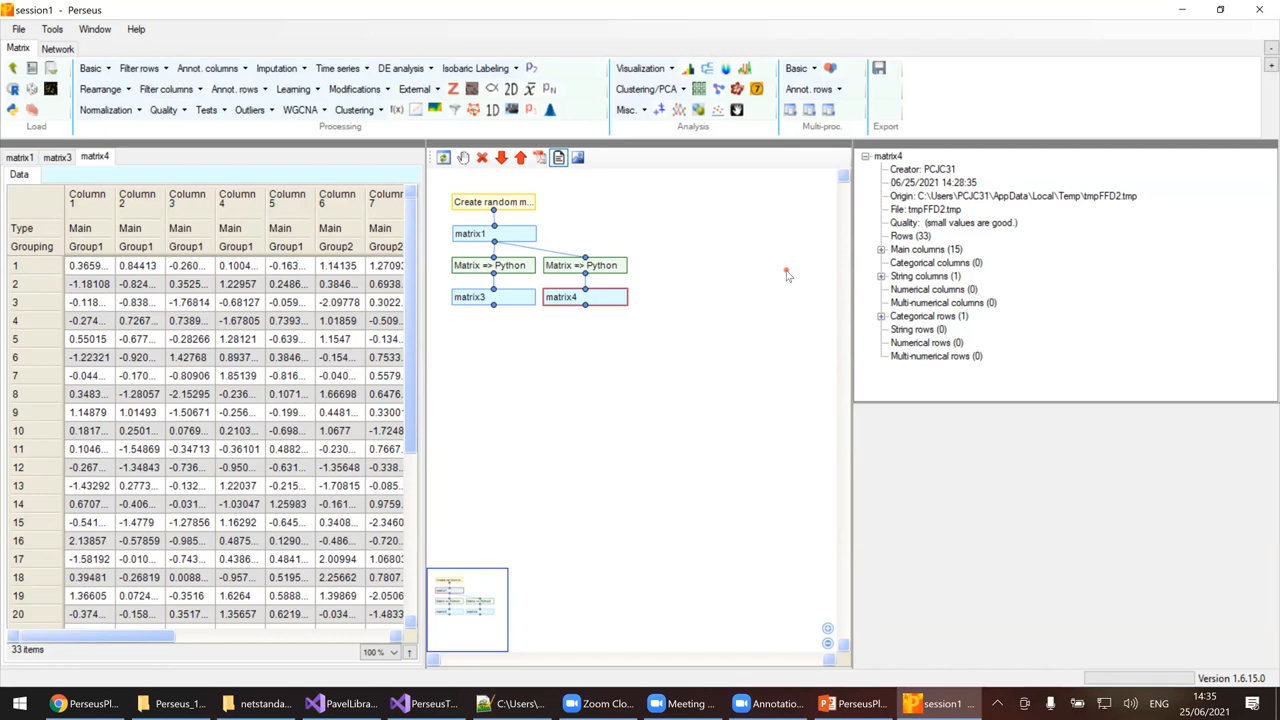 session1 - Perseus
File Tools Window Help
Matrix Network
Basic Filter rows Annot. columns Imputation Time series DE analysis Isobaric Labeling
Rearrange Filter columns Annot. rows Learning Modifications External
Normalization Quality Tests Outliers WGCNA Clustering
Visualization
Clustering/PCA
Misc.
Basic
Annot. rows
Load Processing Analysis Multi-proc. Export
matrix1 matrix3 matrix4
Data
Column 1 Column 2 Column 3 Column 4 Column 5 Column 6 Column 7
Type Main Main Main Main Main Main Main
Grouping Group1 Group1 Group1 Group1 Group1 Group2 Group2
1 0.3659... 0.84413 -0.260... 0.1004... -0.163... 1.14135 1.27093
2 -1.18108 -0.824... 0.3525... 1.22957 0.2486... 0.3846... 0.6938...
3 -0.118... -0.838... -1.76814 -0.68127 -0.059... -2.09778 0.3022...
4 -0.274... 0.7267... 0.7389... -1.67805 0.7393... 1.01859 -0.509...
5 0.55015 -0.677... -0.28266 1.28121 -0.639... 1.1547 -0.134...
6 -1.22321 -0.920... 1.42768 0.8937... 0.3846... -0.154... 0.7533...
7 -0.044... -0.170... -0.80906 1.85139 -0.816... -0.040... 0.5579...
8 0.3483... -1.28057 -2.15295 -0.236... 0.1071... 1.66698 0.6476...
9 1.14879 1.01493 -1.50671 -0.256... -0.199... 0.4481... 0.33001
10 0.1817... 0.2501... 0.0769... 0.2103... -0.698... 1.0677 -1.7248
11 0.1046... -1.54869 -0.34713 -0.36101 0.4882... -0.230... 0.7667...
12 -0.267... -1.34843 -0.736... -0.950... -0.631... -1.35648 -0.338...
13 -1.43292 0.2773... -0.132... 1.22037 -0.215... -1.70815 -0.085...
14 0.6707... -0.406... -0.031... -1.03047 1.25983 -0.161... 0.9759...
15 -0.541... -1.4779 -1.27856 1.16292 -0.645... 0.3408... -2.3460
16 2.13857 -0.57859 -0.985... 0.4875... 0.1290... -0.486... -0.720...
17 -1.58192 -0.010... -0.743... 0.4386... 0.4841... 2.00994 1.06803
18 0.39481 -0.26819 0.0088... -0.957... 0.5195... 2.25662 0.7807...
19 1.36605 0.0724... -0.3516 1.6264 0.5888... 1.39869 -2.0506
20 -0.374... -0.158... -0.034... 1.35657 0.6219... -0.034... -1.4833
33 items
100 %
Create random m...
matrix1
Matrix => Python Matrix => Python
matrix3 matrix4
matrix4
Creator: PCJC31
06/25/2021 14:28:35
Origin: C:\Users\PCJC31\AppData\Local\Temp\tmpFFD2.tmp
File: tmpFFD2.tmp
Quality: (small values are good.)
Rows (33)
Main columns (15)
Categorical columns (0)
String columns (1)
Numerical columns (0)
Multi-numerical columns (0)
Categorical rows (1)
String rows (0)
Numerical rows (0)
Multi-numerical rows (0)
Version 1.6.15.0
PerseusPl... Perseus_1... netstanda... PavelLibra... PerseusT... C:\Users\... Zoom Clo... Meeting ... Annotatio... PerseusPl... session1 ...
ENG
14:35
25/06/2021